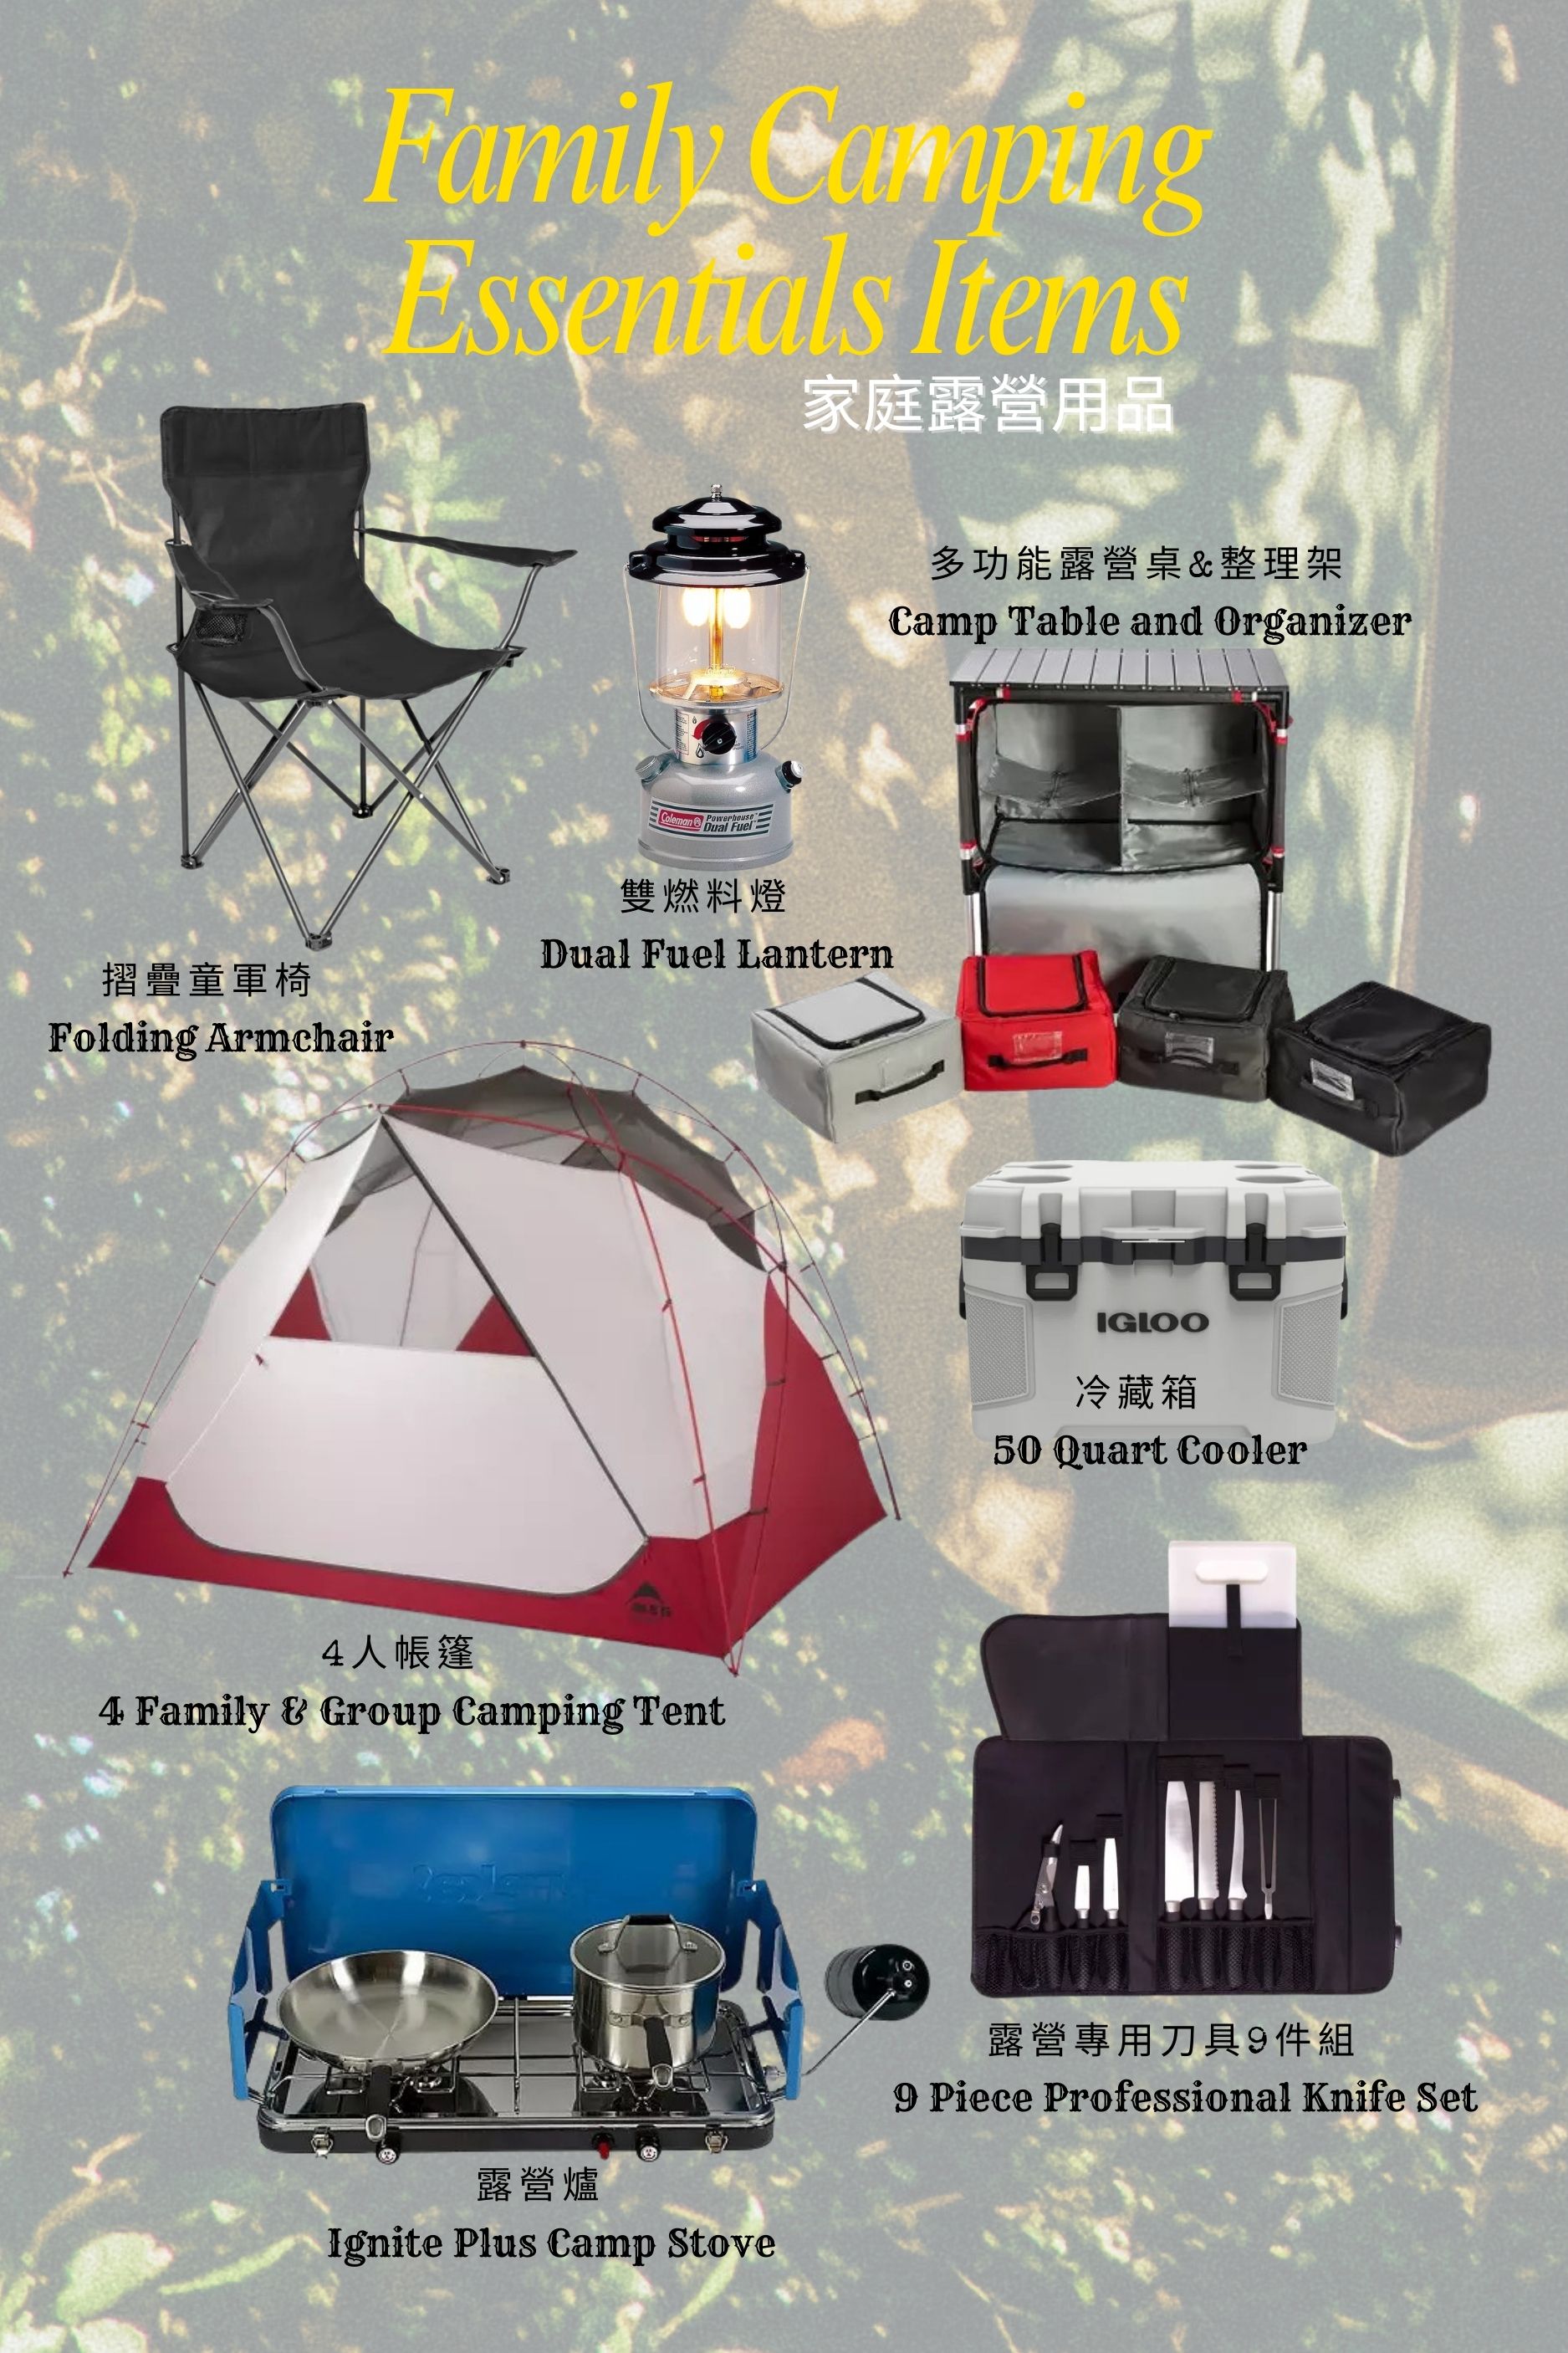 Family Camping
Essentials Items
家庭露營用品
多功能露營桌&整理架
Camp Table and Organizer
Coleman
Powerhouse
Dual Fuel
雙燃料燈
Dual Fuel Lantern
摺疊童軍椅
Folding Armchair
IGLOO
冷藏箱
50 Quart Cooler
MSR
4人帳篷
4 Family & Group Camping Tent
露營專用刀具9件組
9 Piece Professional Knife Set
露營爐
Ignite Plus Camp Stove